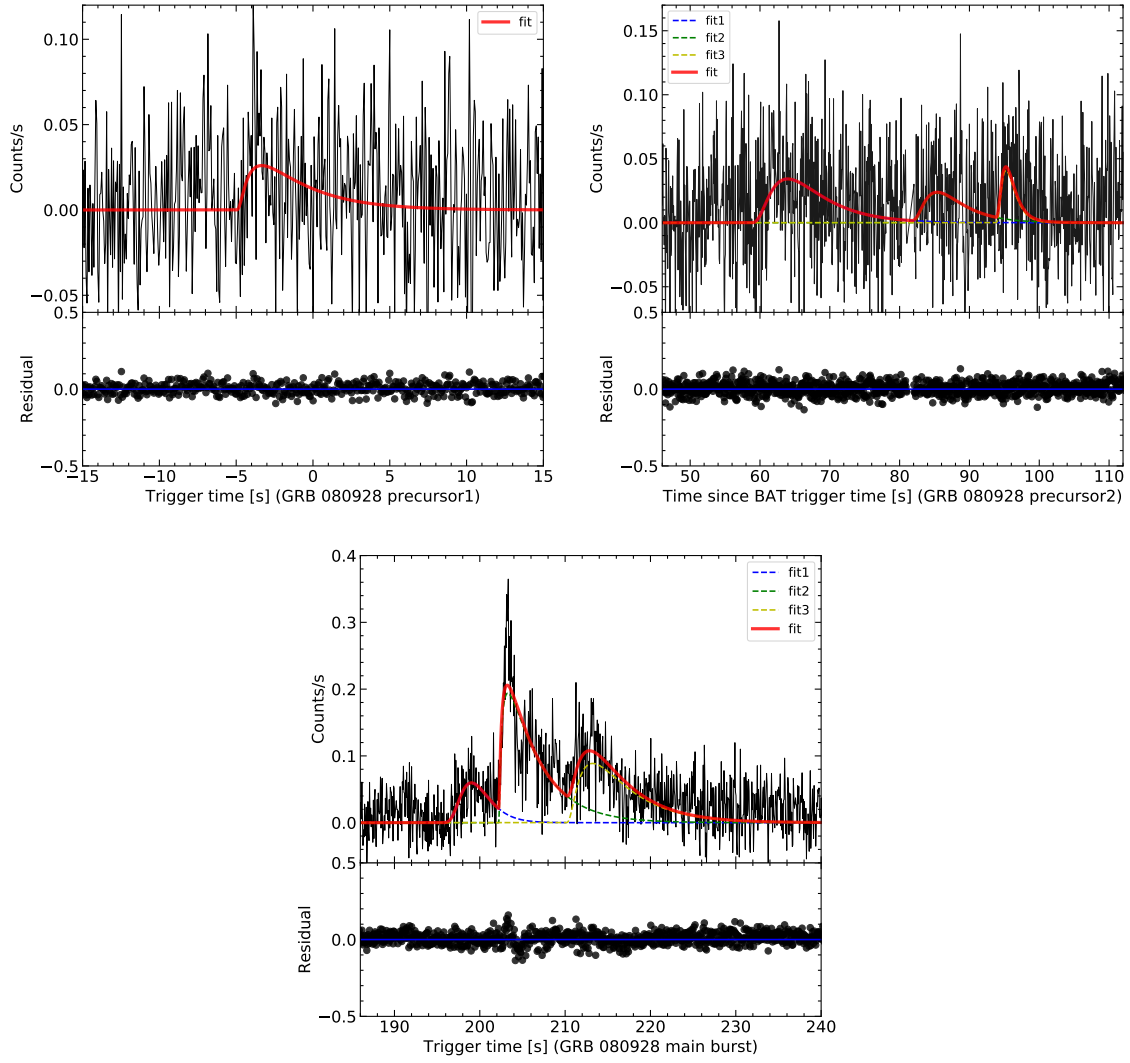 fit
0.10
0.05
0.00
−0.05
Counts/s
0.5
0.0
−0.5
Residual
−15
−10
−5
0
5
10
15
Trigger time [s] (GRB 080928 precursor1)
fit1
fit2
fit3
fit
0.15
0.10
0.05
0.00
−0.05
Counts/s
0.5
0.0
−0.5
Residual
50
60
70
80
90
100
110
Time since BAT trigger time [s] (GRB 080928 precursor2)
fit1
fit2
fit3
fit
0.4
0.3
0.2
0.1
0.0
Counts/s
0.5
0.0
−0.5
Residual
190
200
210
220
230
240
Trigger time [s] (GRB 080928 main burst)